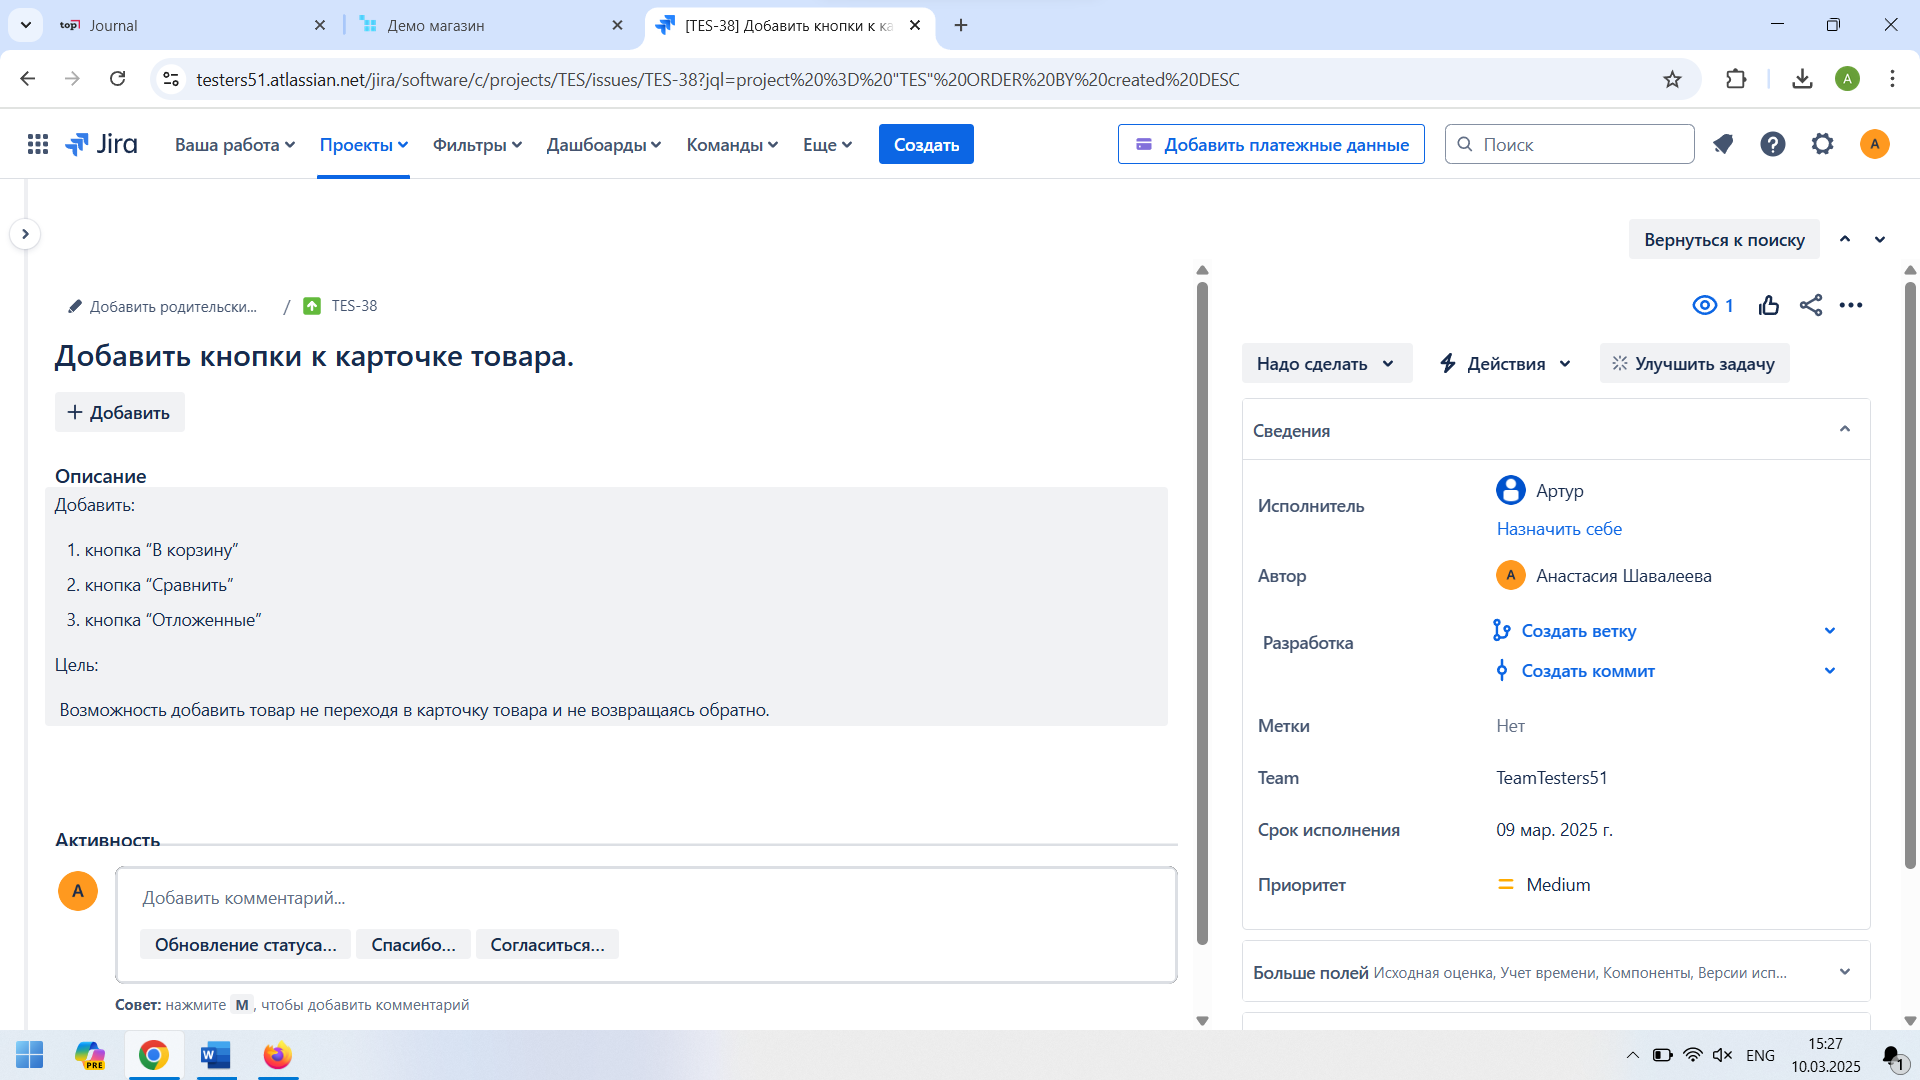 top1 Journal
Демо магазин
[TES-38] Добавить кнопки к ка
testers51.atlassian.net/jira/software/c/projects/TES/issues/TES-38?jql=project%20%3D%20"TES"%20ORDER%20BY%20created%20DESC
A
Jira
Ваша работа
Проекты
Фильтры
Дашбоарды
Команды
Еще
Создать
Добавить платежные данные
Поиск
А
Вернуться к поиску
Добавить родительски... / TES-38
1
Добавить кнопки к карточке товара.
Надо сделать
Действия
Улучшить задачу
Добавить
Сведения
Описание
Добавить:
1. кнопка “В корзину”
2. кнопка “Сравнить”
3. кнопка “Отложенные”
Цель:
Возможность добавить товар не переходя в карточку товара и не возвращаясь обратно.
Исполнитель
Артур
Назначить себе
Автор
А
Анастасия Шавалеева
Разработка
Создать ветку
Создать коммит
Метки
Нет
Team
TeamTesters51
Срок исполнения
09 мар. 2025 г.
Приоритет
Medium
Больше полей Исходная оценка, Учет времени, Компоненты, Версии исп...
Активность
А
Добавить комментарий...
Обновление статуса...
Спасибо...
Согласиться...
Совет: нажмите M, чтобы добавить комментарий
PRE
ENG
15:27
10.03.2025
1